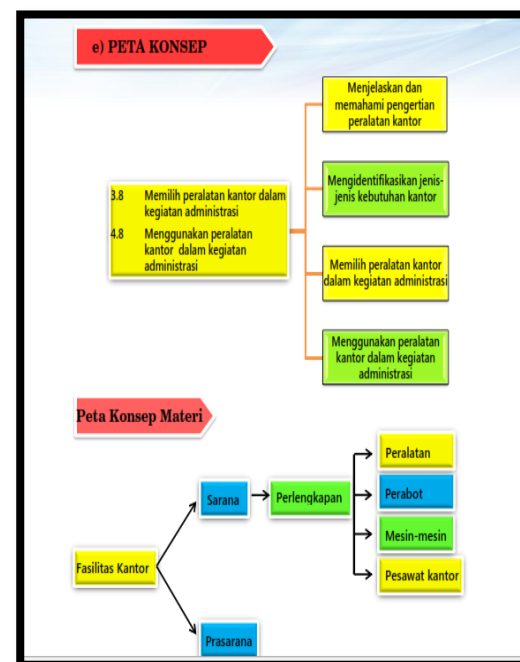 e) PETA KONSEP
Menjelaskan dan
memahami pengertian
peralatan kantor
3.8 Memilih peralatan kantor dalam
kegiatan administrasi
4.8 Menggunakan peralatan
kantor dalam kegiatan
administrasi
Mengidentifikasikan jenis-
jenis kebutuhan kantor
Memilih peralatan kantor
dalam kegiatan administrasi
Menggunakan peralatan
kantor dalam kegiatan
administrasi
Peta Konsep Materi
Fasilitas Kantor
Sarana
Prasarana
Perlengkapan
Peralatan
Perabot
Mesin-mesin
Pesawat kantor